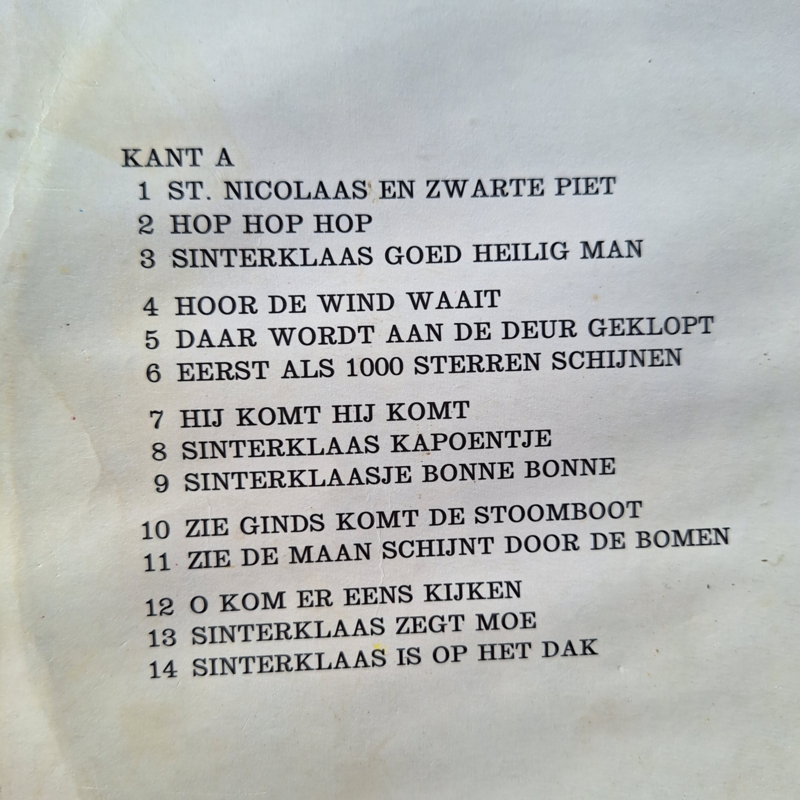 KANT A
1 ST. NICOLAAS EN ZWARTE PIET
2 HOP HOP HOP
3 SINTERKLAAS GOED HEILIG MAN
4 HOOR DE WIND WAAIT
5 DAAR WORDT AAN DE DEUR GEKLOPT
6 EERST ALS 1000 STERREN SCHIJNEN
7 HIJ KOMT HIJ KOMT
8 SINTERKLAAS KAPOENTJE
9 SINTERKLAASJE BONNE BONNE
10 ZIE GINDS KOMT DE STOOMBOOT
11 ZIE DE MAAN SCHIJNT DOOR DE BOMEN
12 O KOM ER EENS KIJKEN
13 SINTERKLAAS ZEGT MOE
14 SINTERKLAAS IS OP HET DAK